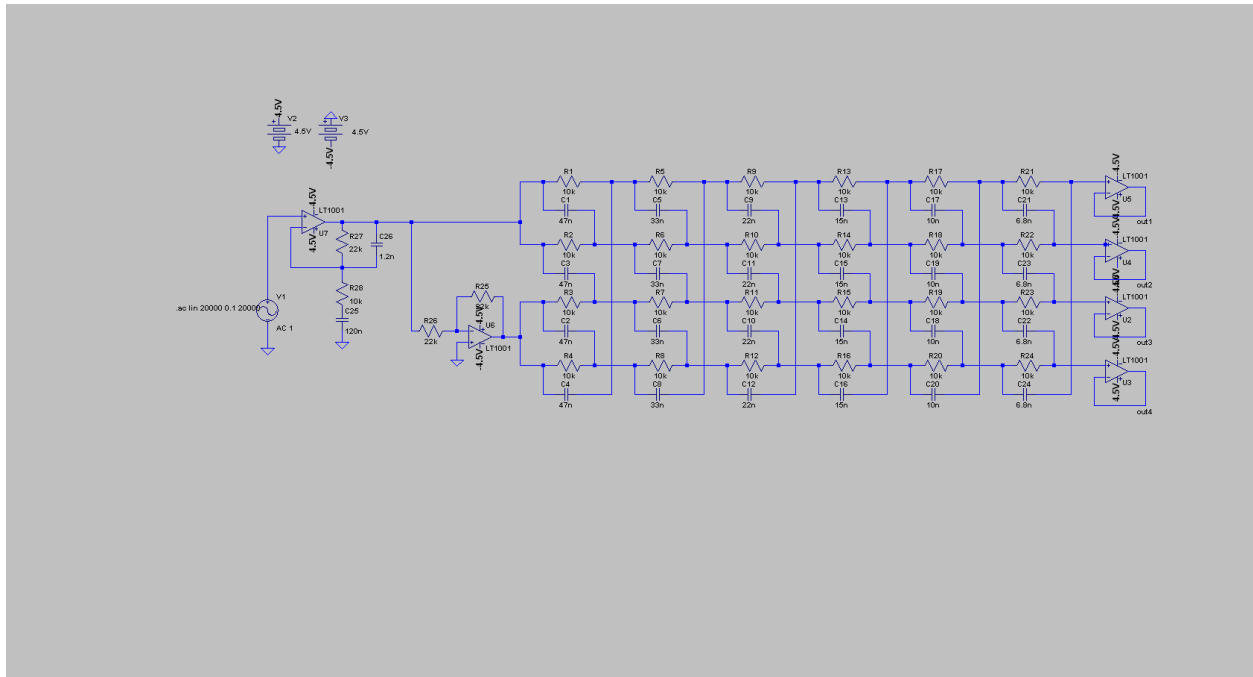 4.5V
V2
V3
4.5V
4.5V
-4.5V
-4.5V
LT1001
U7
4.5V
R27
22k
C26
1.2n
R28
10k
C25
120n
V1
.ac lin 20000 0.1 20000
AC 1
R25
R26
22k
U6
LT1001
-4.5V
R1 R5 R9 R13 R17 R21
10k 10k 10k 10k 10k 10k
C1 C5 C9 C13 C17 C21
47n 33n 22n 15n 10n 6.8n
R2 R6 R10 R14 R18 R22
10k 10k 10k 10k 10k 10k
C3 C7 C11 C15 C19 C23
47n 33n 22n 15n 10n 6.8n
R3 R7 R11 R15 R19 R23
10k 10k 10k 10k 10k 10k
C2 C6 C10 C14 C18 C22
47n 33n 22n 15n 10n 6.8n
R4 R8 R12 R16 R20 R24
10k 10k 10k 10k 10k 10k
C4 C8 C12 C16 C20 C24
47n 33n 22n 15n 10n 6.8n
-4.5V
LT1001
U5
out1
LT1001
U4
out2
LT1001
U2
out3
LT1001
U3
4.5V
out4